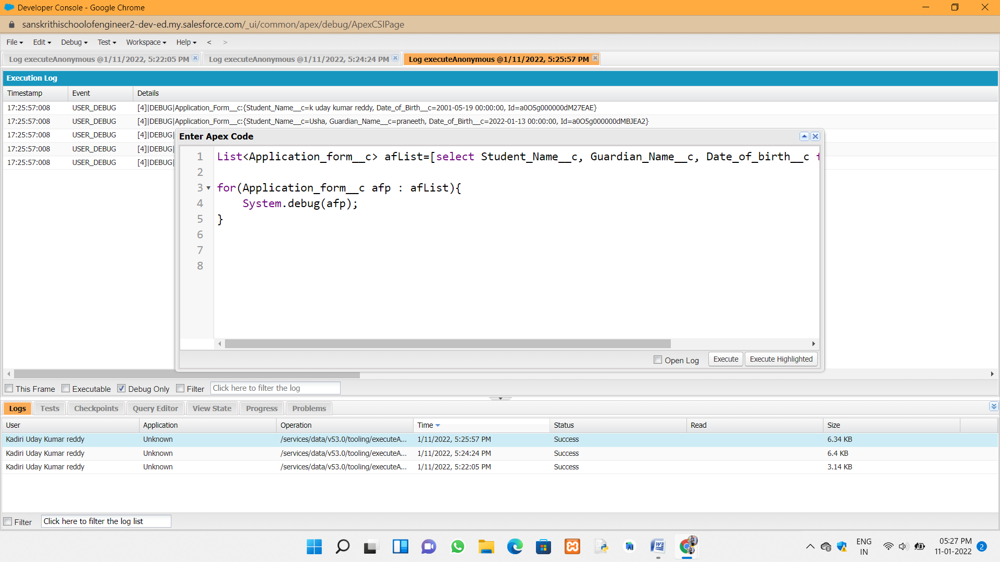 Developer Console - Google Chrome
sanskrithischoolofengineer2-dev-ed.my.salesforce.com/_ui/common/apex/debug/ApexCSIPage
File Edit Debug Test Workspace Help < >
Log executeAnonymous @1/11/2022, 5:22:05 PM Log executeAnonymous @1/11/2022, 5:24:24 PM Log executeAnonymous @1/11/2022, 5:25:57 PM
Execution Log
Timestamp Event Details
17:25:57:008 USER_DEBUG [4]|DEBUG|Application_Form__c:{Student_Name__c=k uday kumar reddy, Date_of_Birth__c=2001-05-19 00:00:00, Id=a0O5g000000dM27EAE}
17:25:57:008 USER_DEBUG [4]|DEBUG|Application_Form__c:{Student_Name__c=Usha, Guardian_Name__c=praneeth, Date_of_Birth__c=2022-01-13 00:00:00, Id=a0O5g000000dMBJEA2}
17:25:57:008 USER_DEBUG [4]|DEBUG|
17:25:57:008 USER_DEBUG [4]|DEBUG|
17:25:57:008 USER_DEBUG [4]|DEBUG|
Enter Apex Code
1 List<Application_form__c> afList=[select Student_Name__c, Guardian_Name__c, Date_of_birth__c
2
3 for(Application_form__c afp : afList){
4 System.debug(afp);
5 }
6
7
8
Open Log Execute Execute Highlighted
This Frame Executable Debug Only Filter Click here to filter the log
Logs Tests Checkpoints Query Editor View State Progress Problems
User Application Operation Time Status Read Size
Kadiri Uday Kumar reddy Unknown /services/data/v53.0/tooling/executeA... 1/11/2022, 5:25:57 PM Success 6.34 KB
Kadiri Uday Kumar reddy Unknown /services/data/v53.0/tooling/executeA... 1/11/2022, 5:24:24 PM Success 6.4 KB
Kadiri Uday Kumar reddy Unknown /services/data/v53.0/tooling/executeA... 1/11/2022, 5:22:05 PM Success 3.14 KB
Filter Click here to filter the log list
ENG
IN
05:27 PM
11-01-2022
2